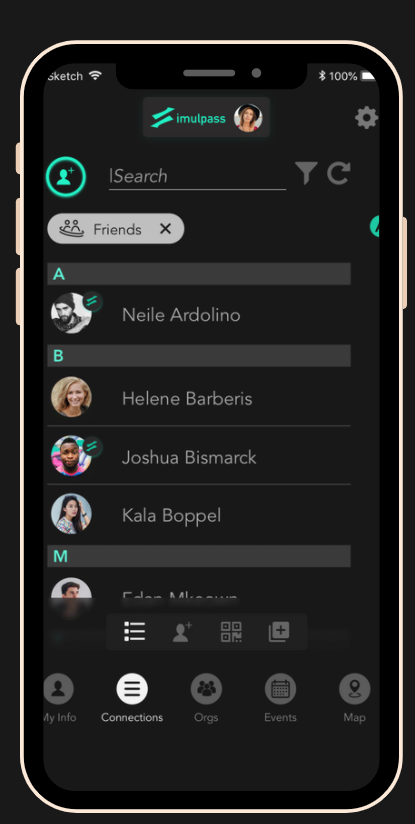 Sketch 100%
imulpass
Search
Friends
A
Neile Ardolino
B
Helene Barberis
Joshua Bismarck
Kala Boppel
M
My Info Connections Orgs Events Map